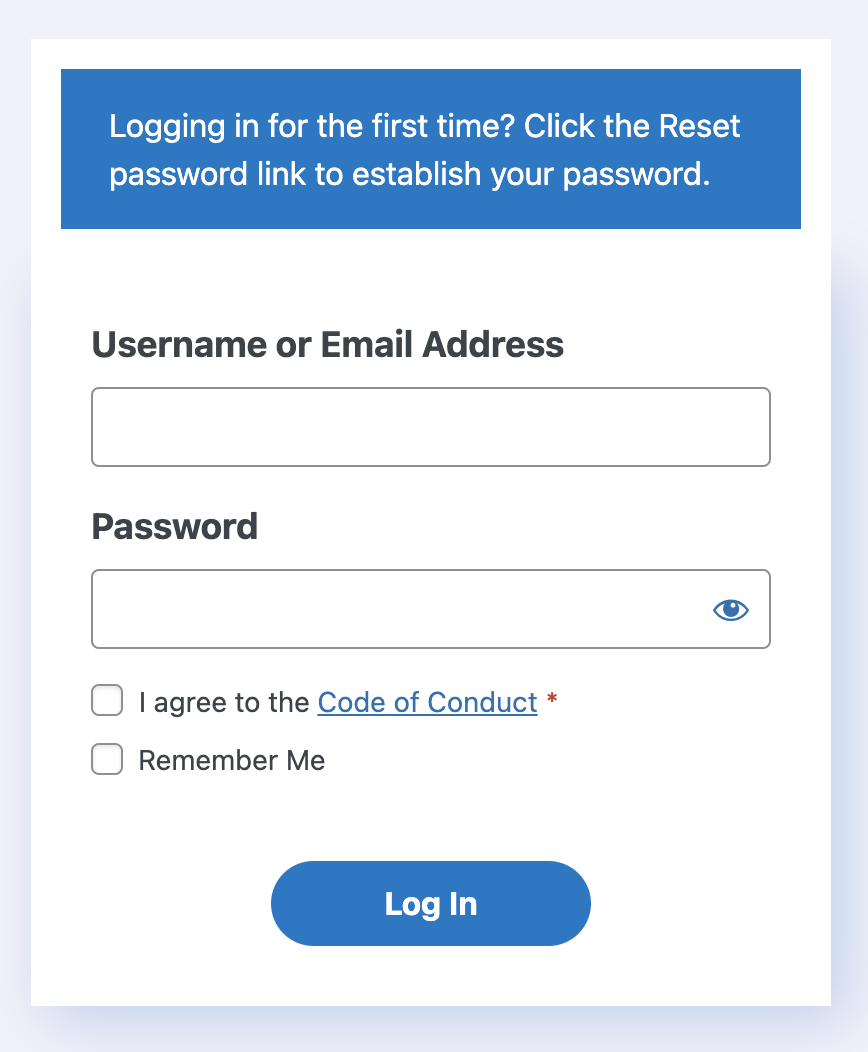 Logging in for the first time? Click the Reset
password link to establish your password.
Username or Email Address
Password
I agree to the Code of Conduct *
Remember Me
Log In